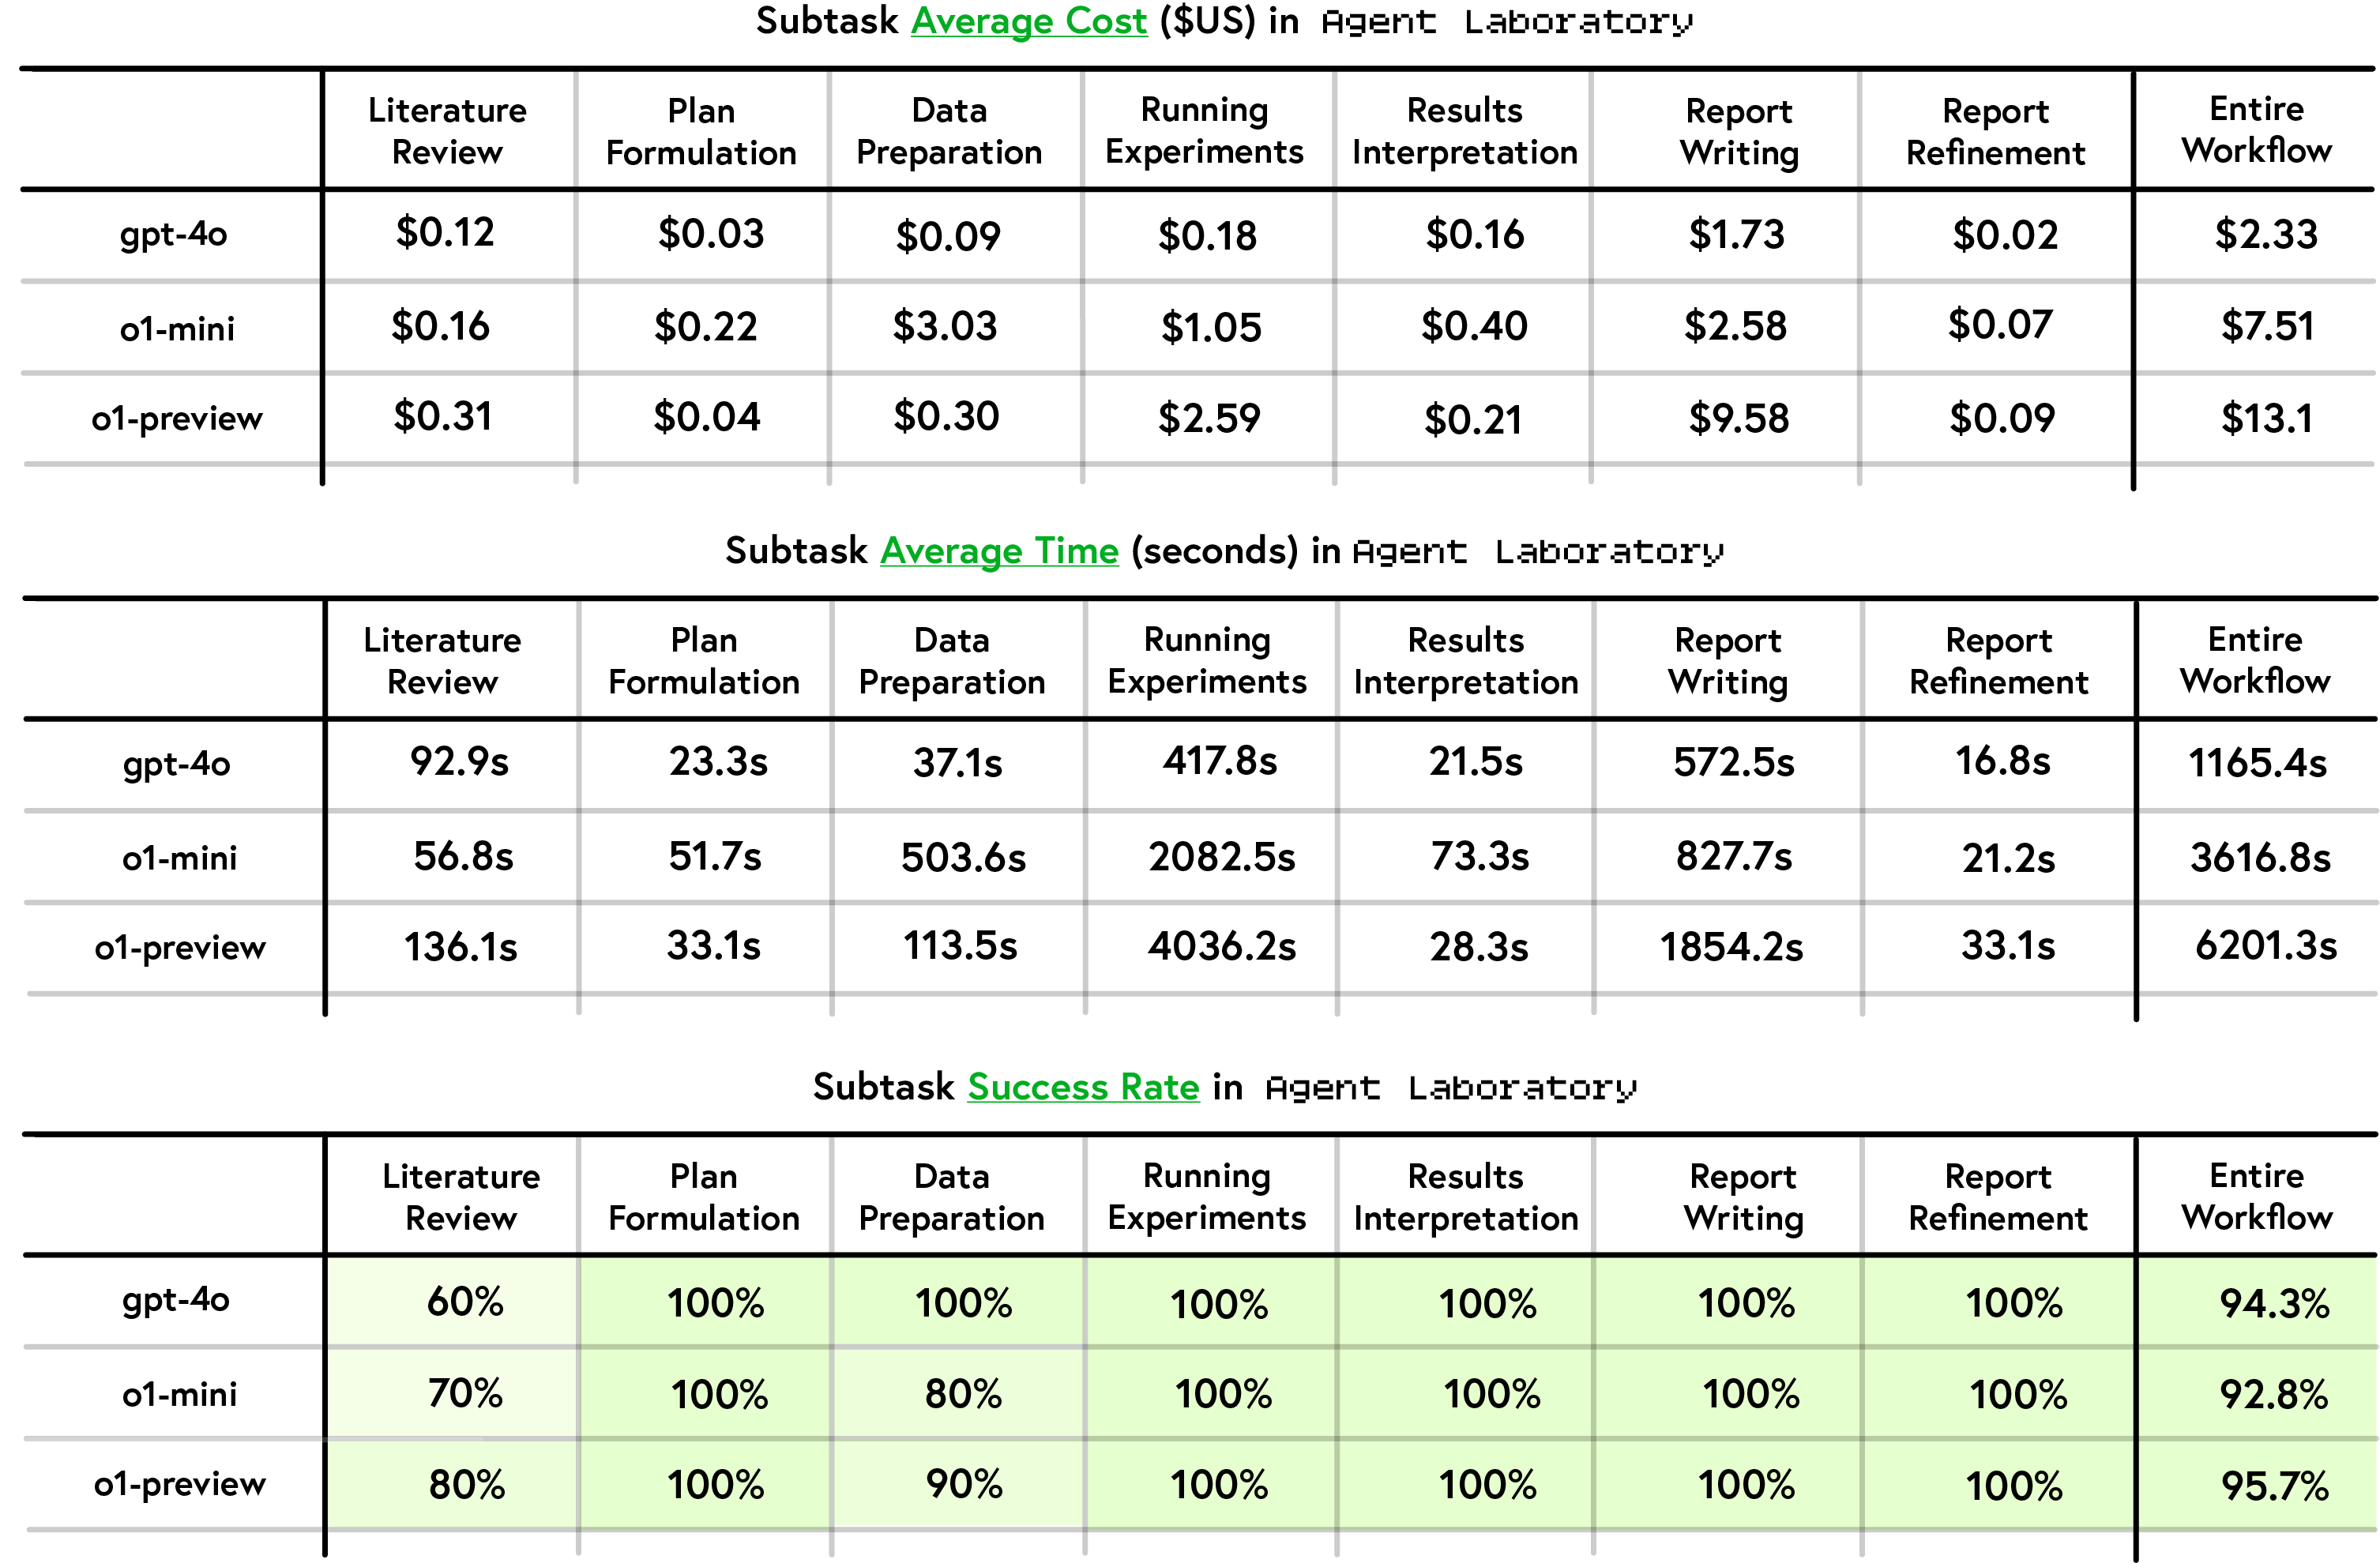 Subtask Average Cost ($US) in Agent Laboratory
Literature Review Plan Formulation Data Preparation Running Experiments Results Interpretation Report Writing Report Refinement Entire Workflow
gpt-4o $0.12 $0.03 $0.09 $0.18 $0.16 $1.73 $0.02 $2.33
o1-mini $0.16 $0.22 $3.03 $1.05 $0.40 $2.58 $0.07 $7.51
o1-preview $0.31 $0.04 $0.30 $2.59 $0.21 $9.58 $0.09 $13.1
Subtask Average Time (seconds) in Agent Laboratory
Literature Review Plan Formulation Data Preparation Running Experiments Results Interpretation Report Writing Report Refinement Entire Workflow
gpt-4o 92.9s 23.3s 37.1s 417.8s 21.5s 572.5s 16.8s 1165.4s
o1-mini 56.8s 51.7s 503.6s 2082.5s 73.3s 827.7s 21.2s 3616.8s
o1-preview 136.1s 33.1s 113.5s 4036.2s 28.3s 1854.2s 33.1s 6201.3s
Subtask Success Rate in Agent Laboratory
Literature Review Plan Formulation Data Preparation Running Experiments Results Interpretation Report Writing Report Refinement Entire Workflow
gpt-4o 60% 100% 100% 100% 100% 100% 100% 94.3%
o1-mini 70% 100% 80% 100% 100% 100% 100% 92.8%
o1-preview 80% 100% 90% 100% 100% 100% 100% 95.7%